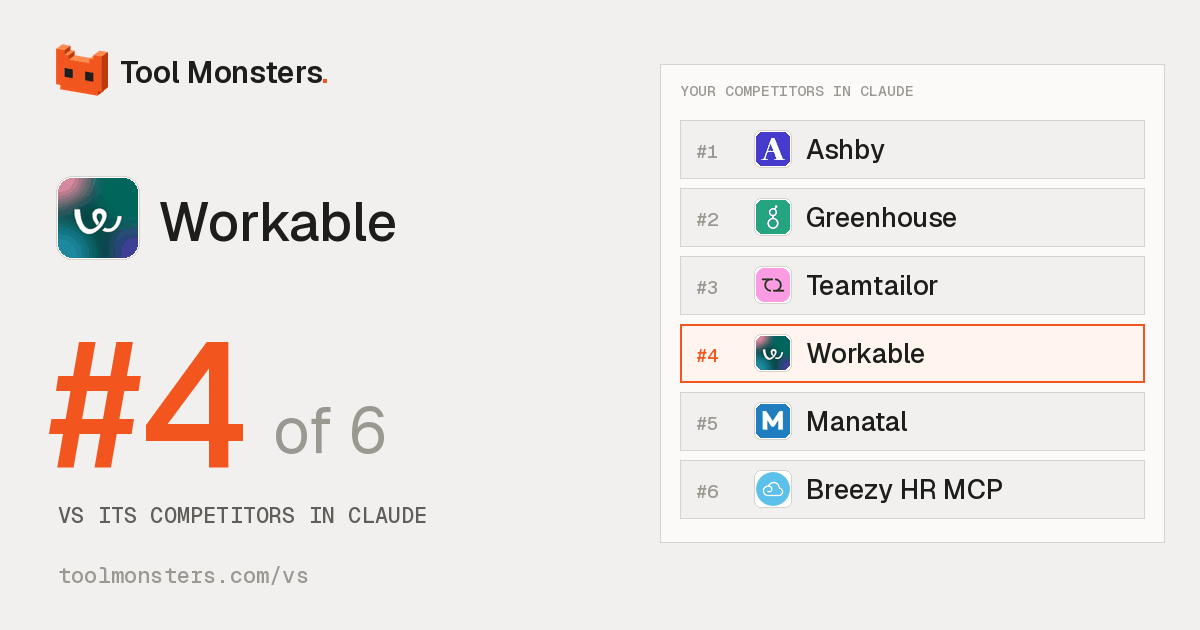 Tool Monsters.
Workable
#4 of 6
VS ITS COMPETITORS IN CLAUDE
toolmonsters.com/vs
YOUR COMPETITORS IN CLAUDE
#1 A Ashby
#2 Greenhouse
#3 Teamtailor
#4 Workable
#5 M Manatal
#6 Breezy HR MCP